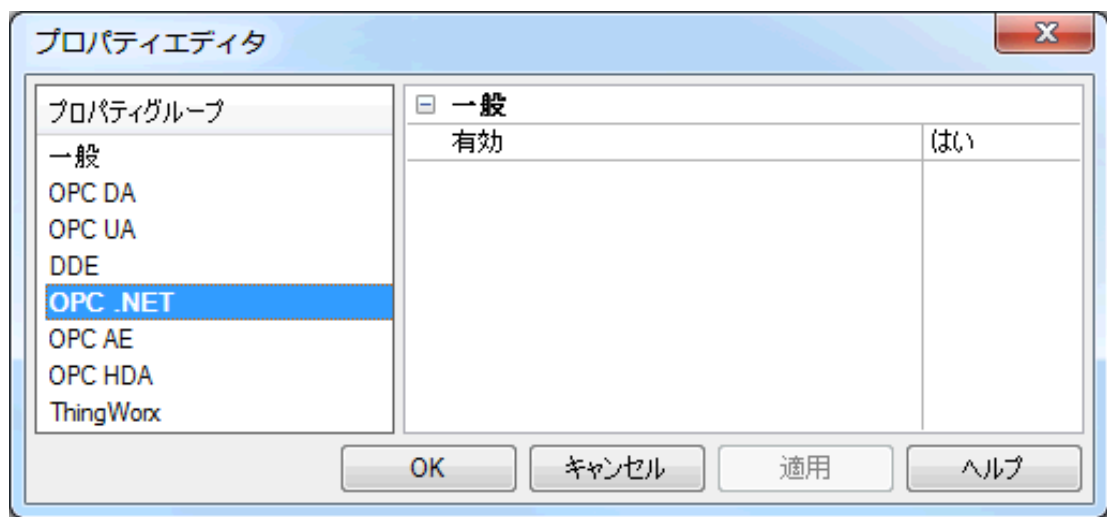 プロパティエディタ
プロパティグループ
一般
OPC DA
OPC UA
DDE
OPC .NET
OPC AE
OPC HDA
ThingWorx
一般
有効 はい
OK キャンセル 適用 ヘルプ